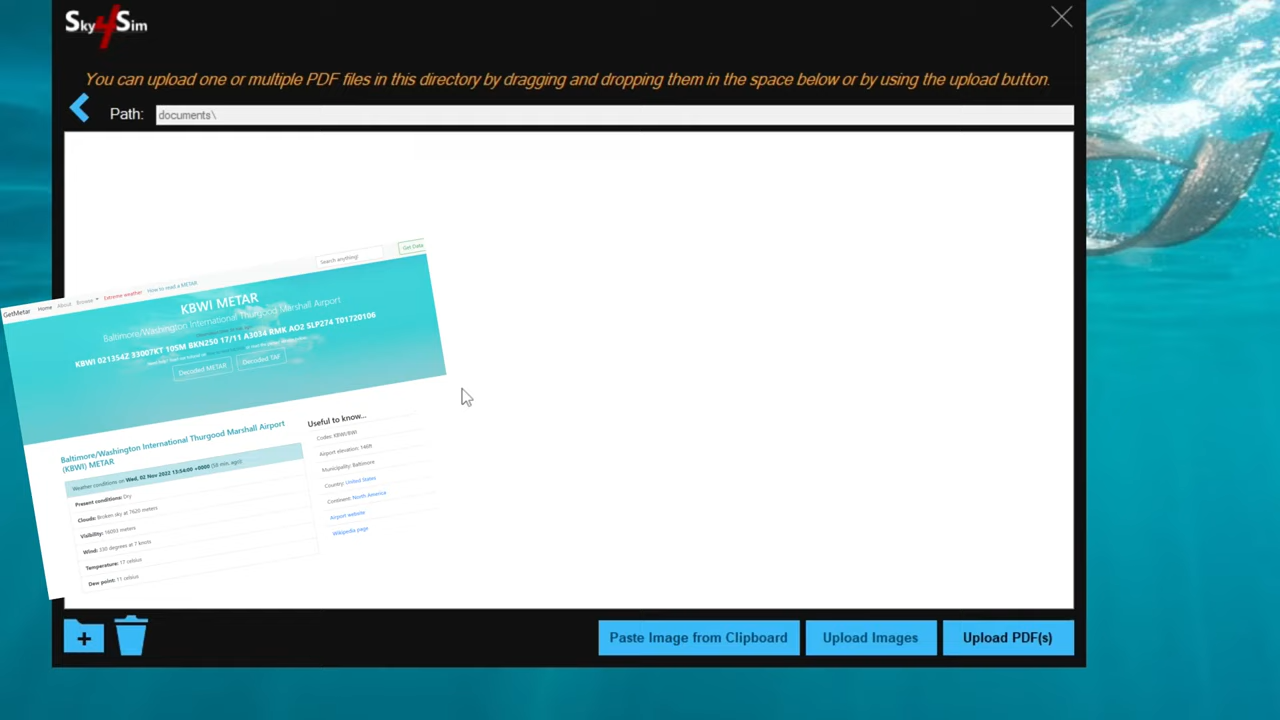 Sky4Sim
You can upload one or multiple PDF files in this directory by dragging and dropping them in the space below or by using the upload button.
Path: documents\
GetMetar Home About Browse Extreme weather How to read a METAR Search anything! Get Data
KBWI METAR
Baltimore/Washington International Thurgood Marshall Airport
KBWI 021354Z 33007KT 10SM BKN250 17/11 A3034 RMK AO2 SLP274 T01720106
Decoded METAR Decoded TAF
Baltimore/Washington International Thurgood Marshall Airport
(KBWI) METAR
Weather conditions on Wed, 02 Nov 2022 13:54:00 +0000 (58 min. ago)
Present conditions: Dry
Clouds: Broken sky at 7620 meters
Visibility: 16093 meters
Wind: 330 degrees at 7 knots
Temperature: 17 celsius
Dew point: 11 celsius
Useful to know...
Codes: KBWI/BWI
Airport elevation: 146ft
Municipality: Baltimore
Country: United States
Continent: North America
Airport website
Wikipedia page
Paste Image from Clipboard
Upload Images
Upload PDF(s)